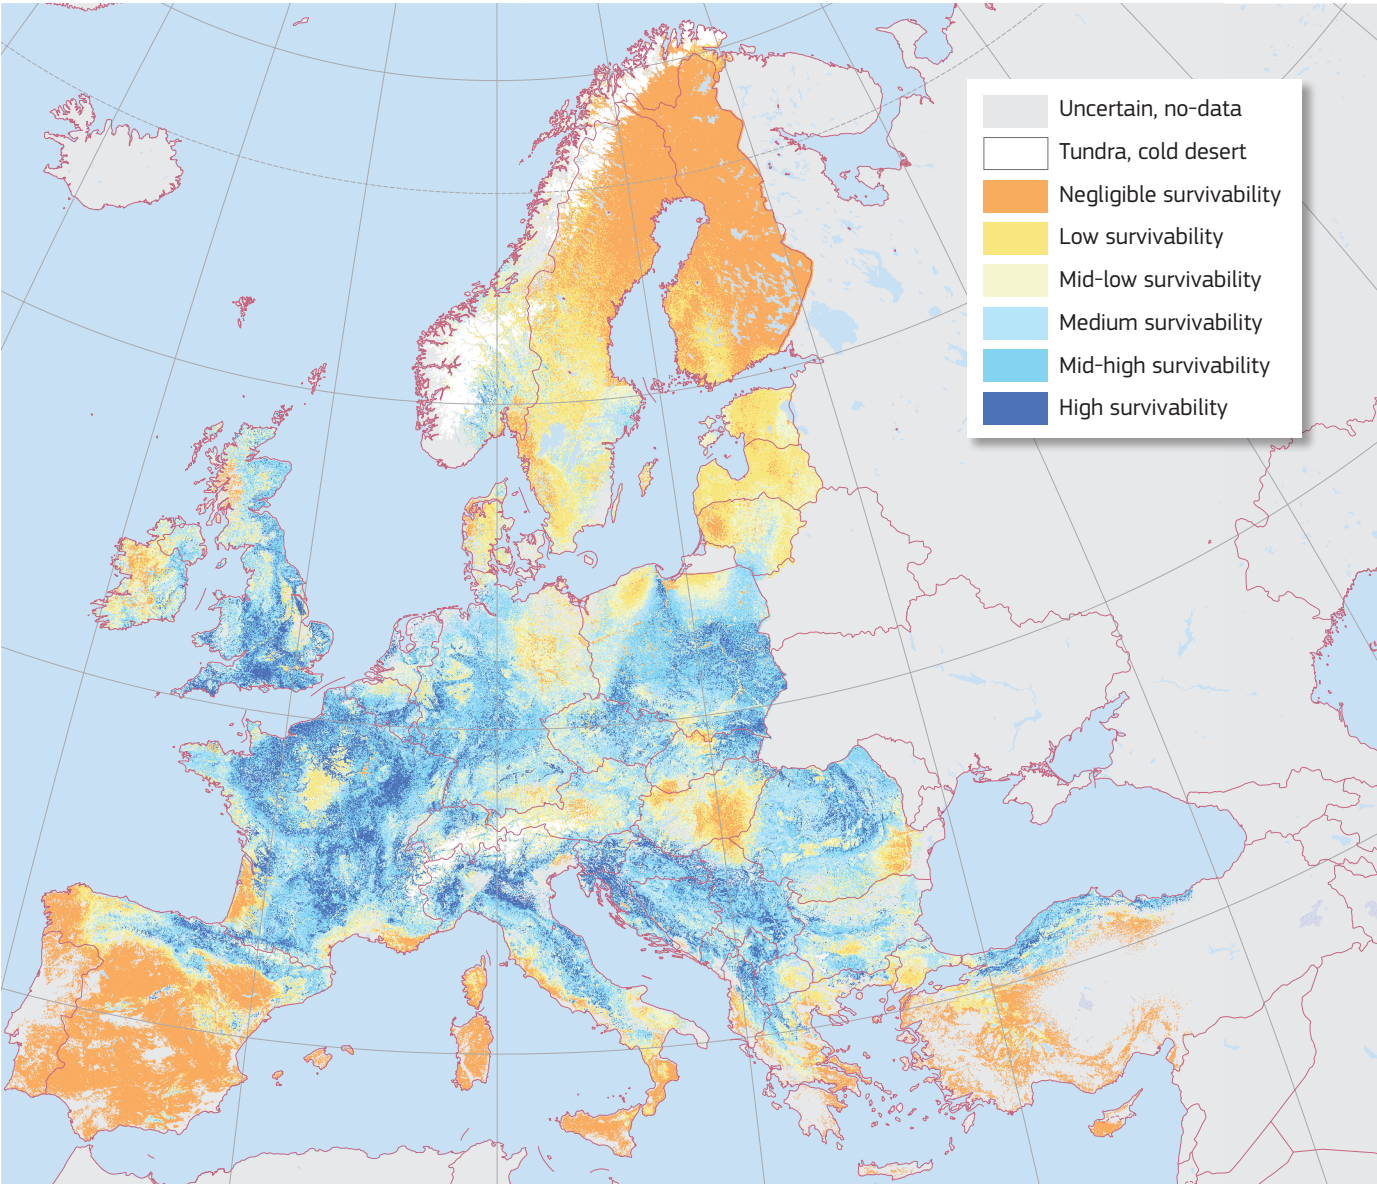 Uncertain, no-data
Tundra, cold desert
Negligible survivability
Low survivability
Mid-low survivability
Medium survivability
Mid-high survivability
High survivability